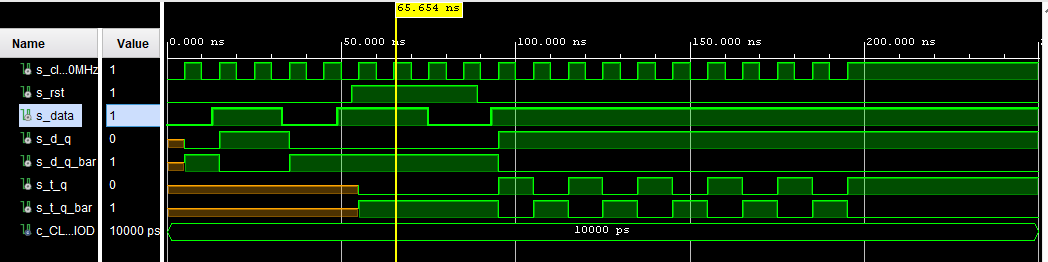 65.654 ns
Name Value 0.000 ns 50.000 ns 100.000 ns 150.000 ns 200.000 ns
s_cl...0MHz 1
s_rst 1
s_data 1
s_d_q 0
s_d_q_bar 1
s_t_q 0
s_t_q_bar 1
c_CL...IOD 10000 ps 10000 ps